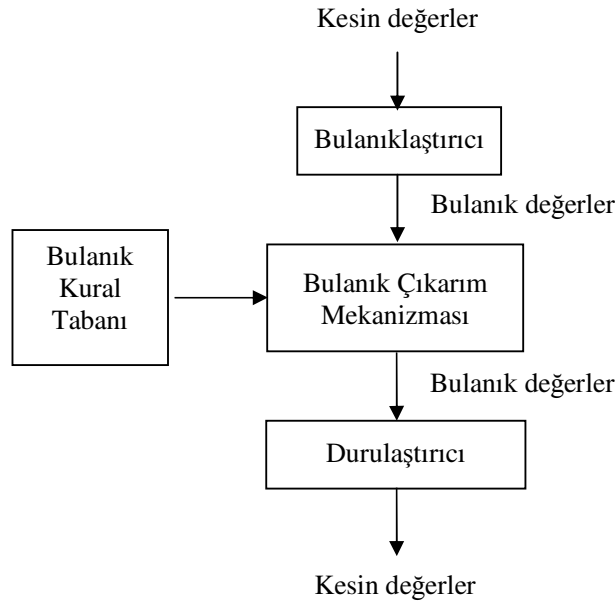 Kesin değerler
Bulanıklaştırıcı
Bulanık değerler
Bulanık
Kural
Tabanı
Bulanık Çıkarım
Mekanizması
Bulanık değerler
Durulaştırıcı
Kesin değerler